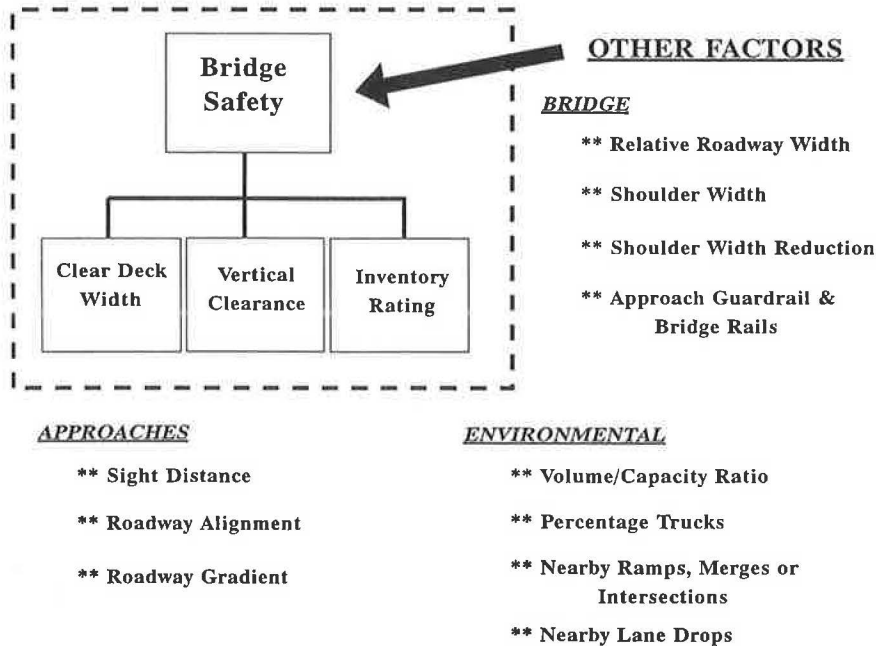 Bridge
Safety
Clear Deck
Width
Vertical
Clearance
Inventory
Rating
OTHER FACTORS
BRIDGE
** Relative Roadway Width
** Shoulder Width
** Shoulder Width Reduction
** Approach Guardrail &
Bridge Rails
APPROACHES
** Sight Distance
** Roadway Alignment
** Roadway Gradient
ENVIRONMENTAL
** Volume/Capacity Ratio
** Percentage Trucks
** Nearby Ramps, Merges or
Intersections
** Nearby Lane Drops